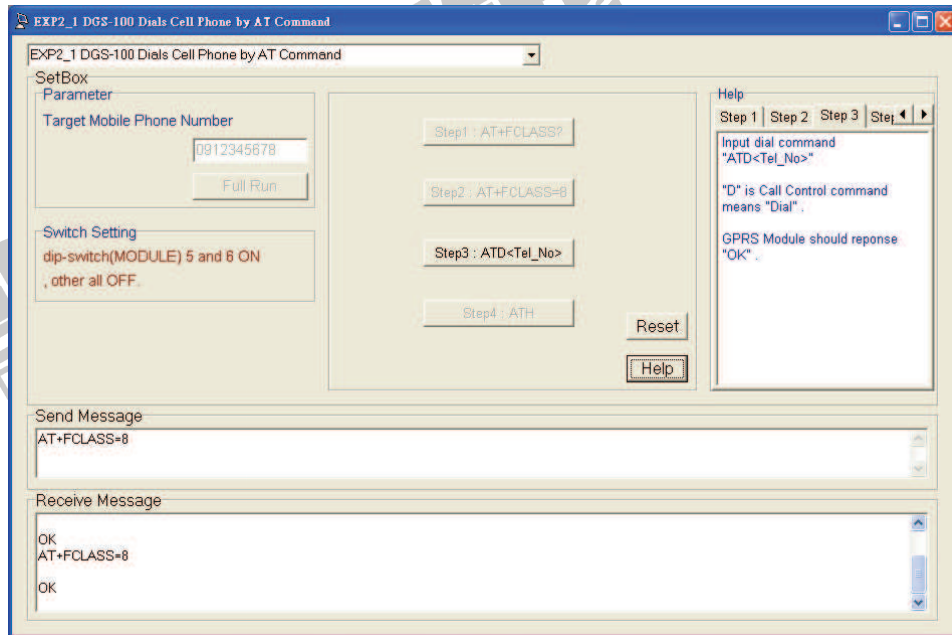 EXP2_1 DGS-100 Dials Cell Phone by AT Command
EXP2_1 DGS-100 Dials Cell Phone by AT Command
SetBox
Parameter
Target Mobile Phone Number
0912345678
Full Run
Switch Setting
dip-switch(MODULE) 5 and 6 ON
, other all OFF.
Step1 : AT+FCLASS?
Step2 : AT+FCLASS=8
Step3 : ATD<Tel_No>
Step4 : ATH
Reset
Help
Help
Step 1 Step 2 Step 3 Step
Input dial command
"ATD<Tel_No>"
"D" is Call Control command
means "Dial" .
GPRS Module should reponse
"OK" .
Send Message
AT+FCLASS=8
Receive Message
OK
AT+FCLASS=8
OK